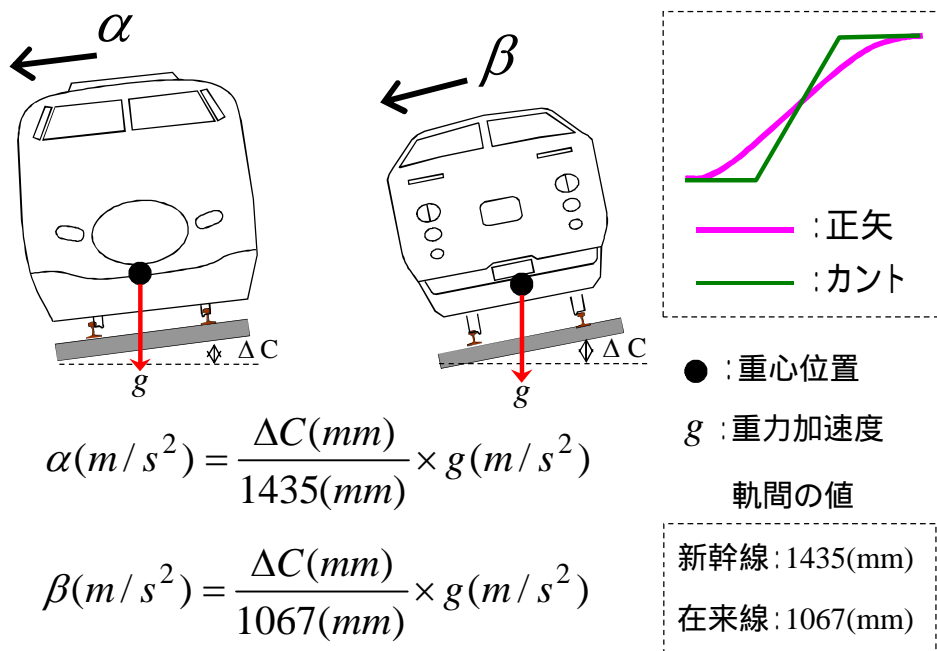 α
β
:正矢
:カント
ΔC
g
ΔC
g
:重心位置
g :重力加速度
α(m/s²) = ΔC(mm)/1435(mm) × g(m/s²)
β(m/s²) = ΔC(mm)/1067(mm) × g(m/s²)
軌間の値
新幹線:1435(mm)
在来線:1067(mm)